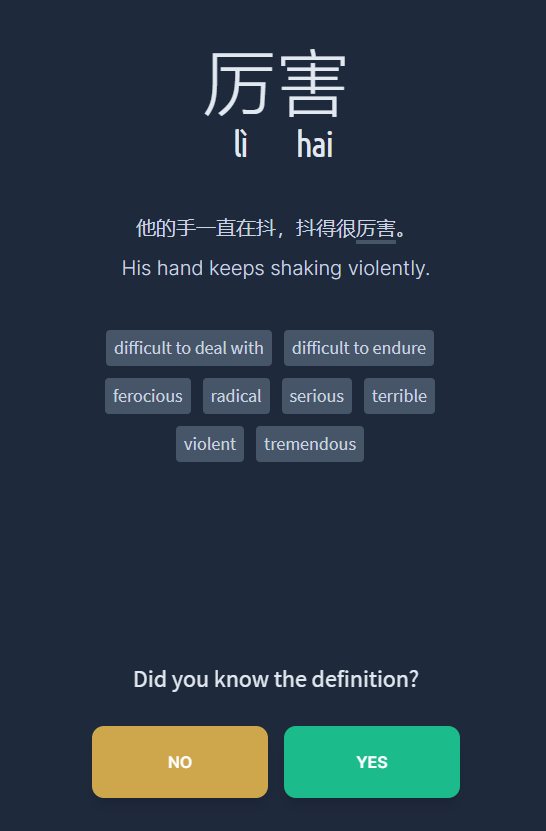 厉害
lì hai
他的手一直在抖，抖得很厉害。
His hand keeps shaking violently.
difficult to deal with difficult to endure
ferocious radical serious terrible
violent tremendous
Did you know the definition?
NO YES